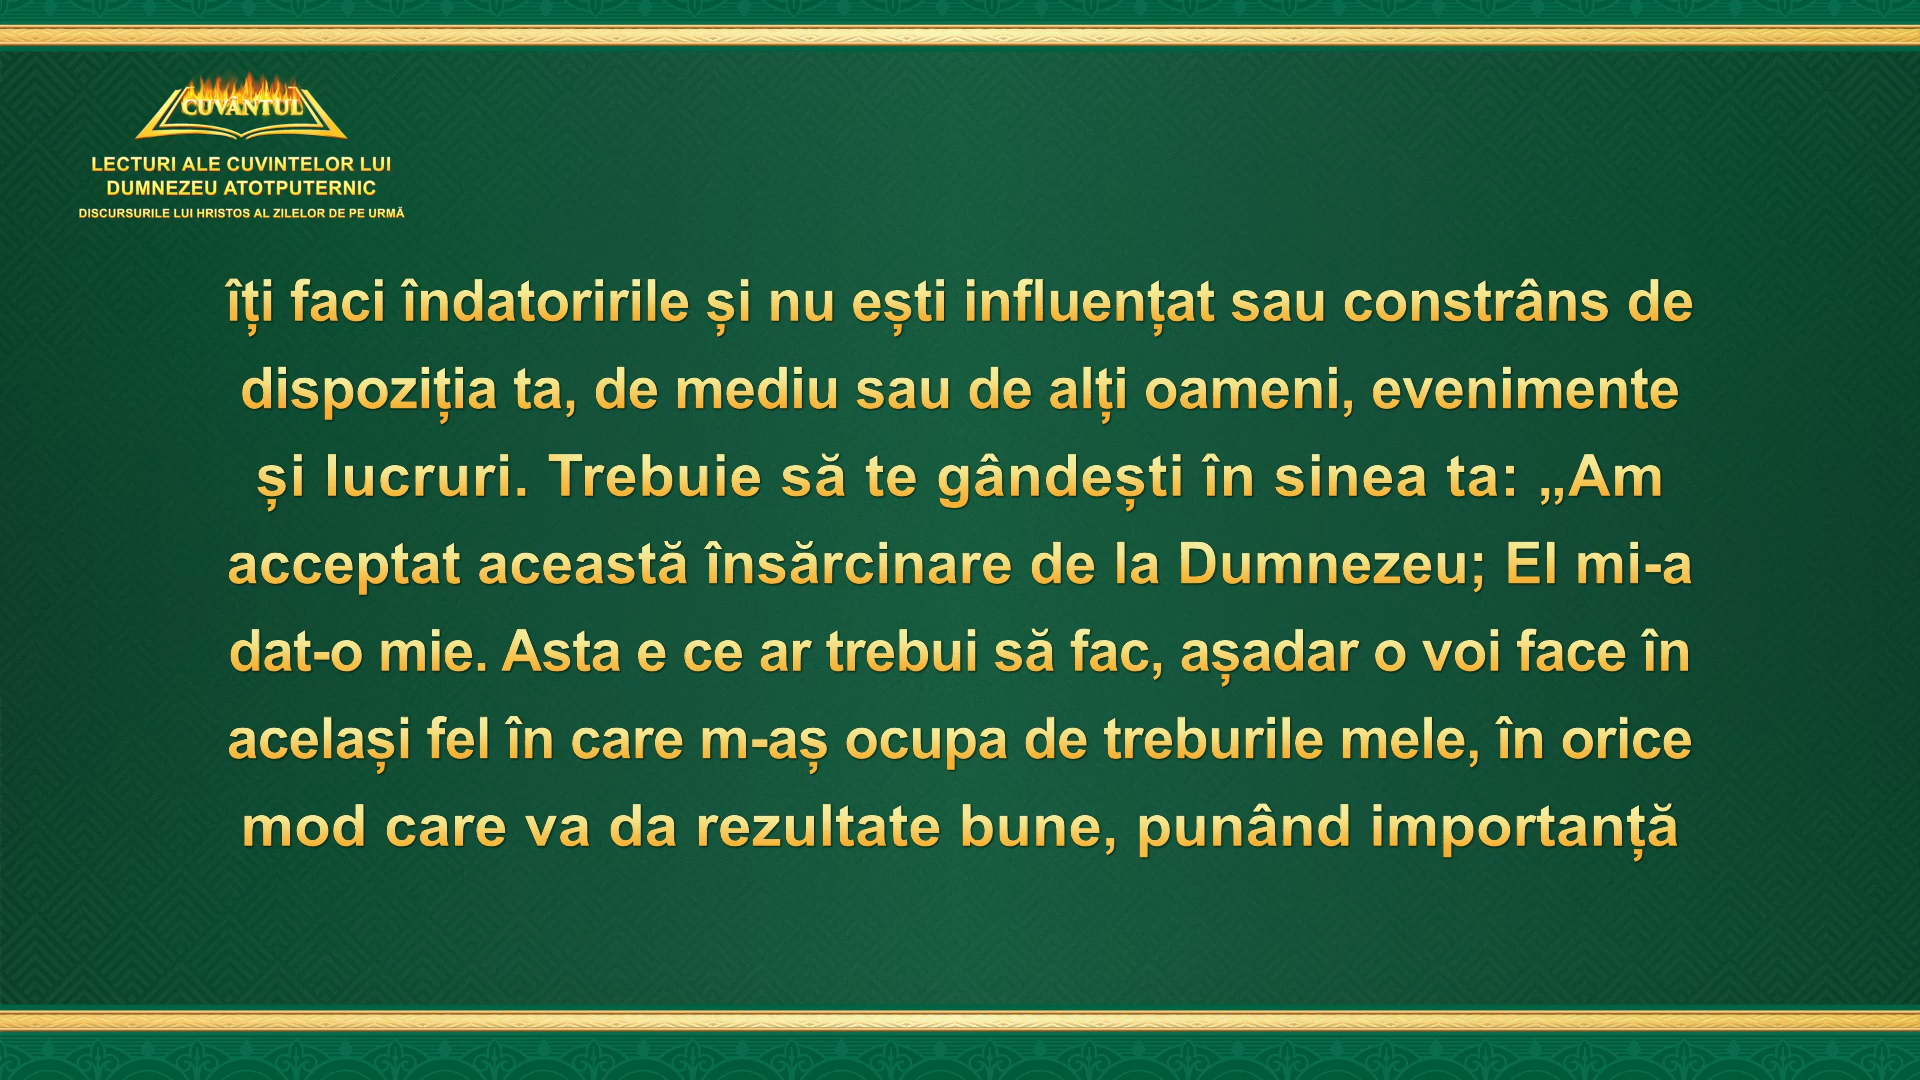 CUVÂNTUL
LECTURI ALE CUVINTELOR LUI
DUMNEZEU ATOTPUTERNIC
DISCURSURILE LUI HRISTOS AL ZILELOR DE PE URMĂ
îți faci îndatoririle și nu ești influențat sau constrâns de
dispoziția ta, de mediu sau de alți oameni, evenimente
și lucruri. Trebuie să te gândești în sinea ta: „Am
acceptat această însărcinare de la Dumnezeu; El mi-a
dat-o mie. Asta e ce ar trebui să fac, așadar o voi face în
același fel în care m-aș ocupa de treburile mele, în orice
mod care va da rezultate bune, punând importanță